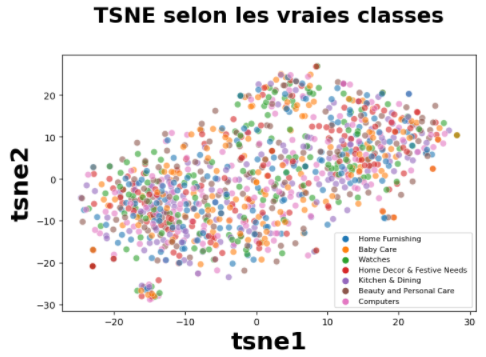 TSNE selon les vraies classes
tsne2
20
10
0
−10
−20
−30
Home Furnishing
Baby Care
Watches
Home Decor & Festive Needs
Kitchen & Dining
Beauty and Personal Care
Computers
−20
−10
0
10
20
30
tsne1